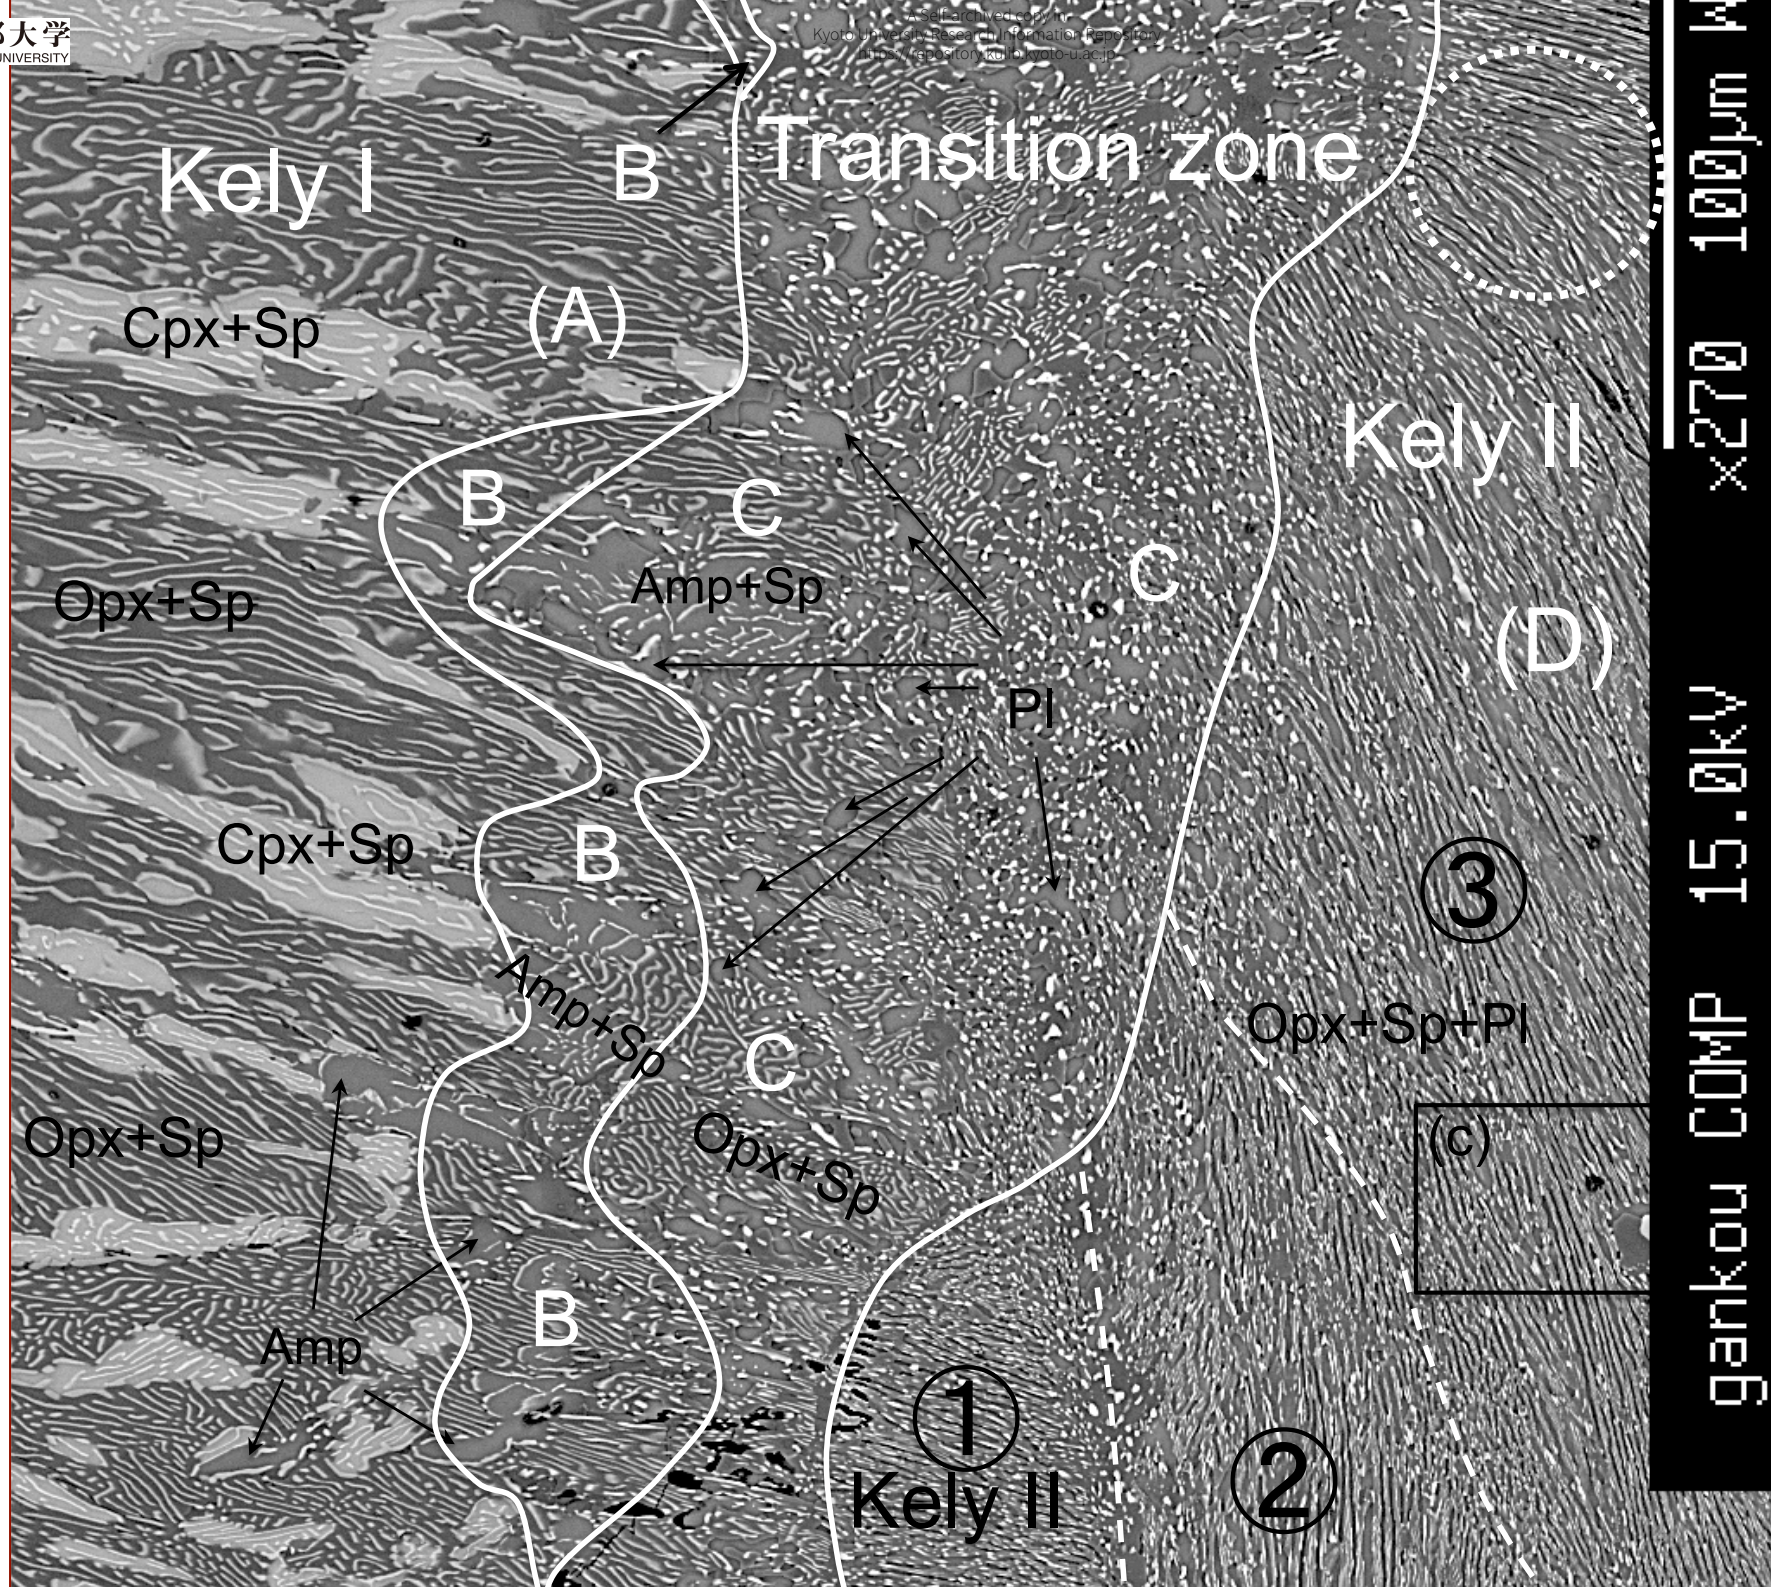 大学
UNIVERSITY
A Self-archived copy in
Kyoto University Research Information Repository
https://repository.kulib.kyoto-u.ac.jp
Transition zone
B
Kely I
(A)
Cpx+Sp
Kely II
B
C
C
Amp+Sp
Opx+Sp
(D)
Pl
Cpx+Sp
B
③
Amp+Sp
Opx+Sp+Pl
C
Opx+Sp
Opx+Sp
(c)
B
Amp
①
Kely II
②
gankou COMP 15.0kV x270 100µm